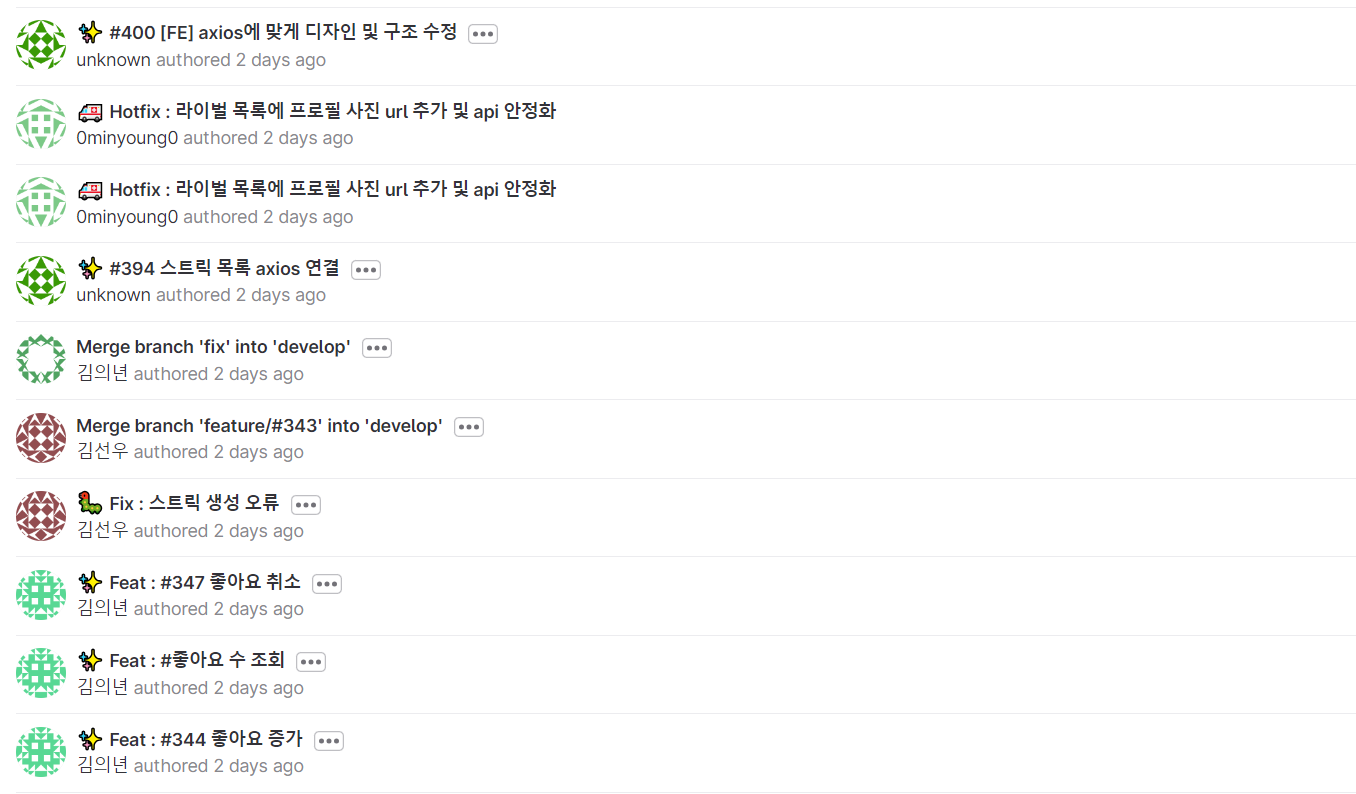 ✨ #400 [FE] axios에 맞게 디자인 및 구조 수정
unknown authored 2 days ago
🚑 Hotfix : 라이벌 목록에 프로필 사진 url 추가 및 api 안정화
0minyoung0 authored 2 days ago
🚑 Hotfix : 라이벌 목록에 프로필 사진 url 추가 및 api 안정화
0minyoung0 authored 2 days ago
✨ #394 스트릭 목록 axios 연결
unknown authored 2 days ago
Merge branch 'fix' into 'develop'
김의년 authored 2 days ago
Merge branch 'feature/#343' into 'develop'
김선우 authored 2 days ago
🐛 Fix : 스트릭 생성 오류
김선우 authored 2 days ago
✨ Feat : #347 좋아요 취소
김의년 authored 2 days ago
✨ Feat : #좋아요 수 조회
김의년 authored 2 days ago
✨ Feat : #344 좋아요 증가
김의년 authored 2 days ago